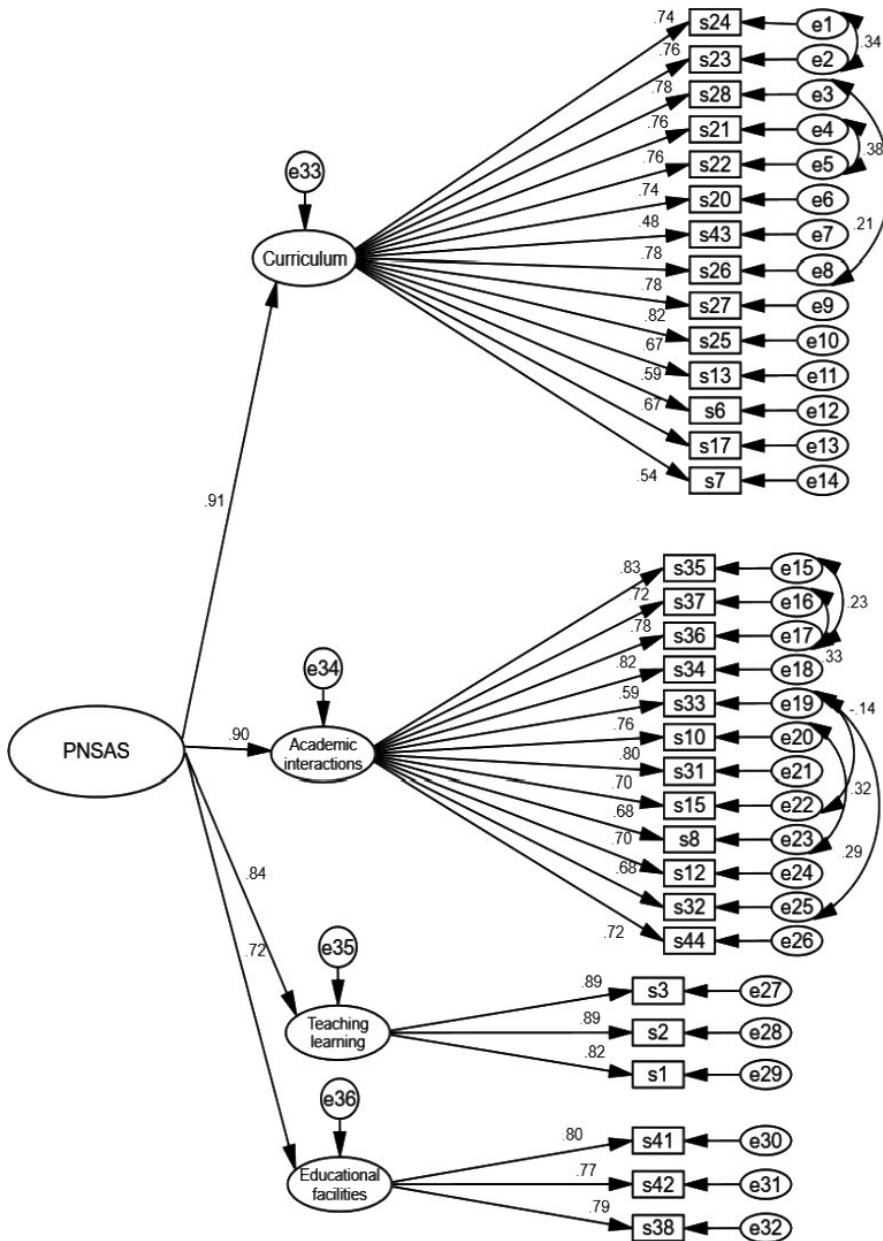 .74 s24 e1
.34
.76 s23 e2
.78 s28 e3
.76 s21 e4
.38
.76 s22 e5
e33
.74 s20 e6
.48 s43 e7
.21
Curriculum
.78 s26 e8
.78 s27 e9
.82 s25 e10
.67 s13 e11
.59 s6 e12
.67 s17 e13
.54 s7 e14
.91
.83 s35 e15
.23
.72 s37 e16
.78 s36 e17
.33
e34
.82 s34 e18
.59 s33 e19
-.14
PNSAS
.90
Academic
interactions
.76 s10 e20
.80 s31 e21
.32
.70 s15 e22
.68 s8 e23
.29
.70 s12 e24
.84
.68 s32 e25
.72 s44 e26
.72
e35
.89 s3 e27
Teaching
learning
.89 s2 e28
.82 s1 e29
e36
.80 s41 e30
Educational
facilities
.77 s42 e31
.79 s38 e32